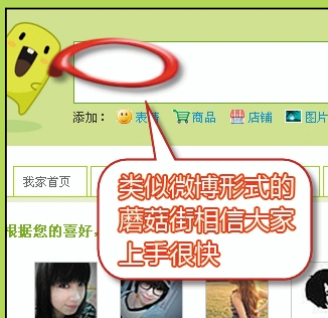 添加： 表情 商品 店铺 图片
我家首页
根据您的喜好，
类似微博形式的
蘑菇街相信大家
上手很快